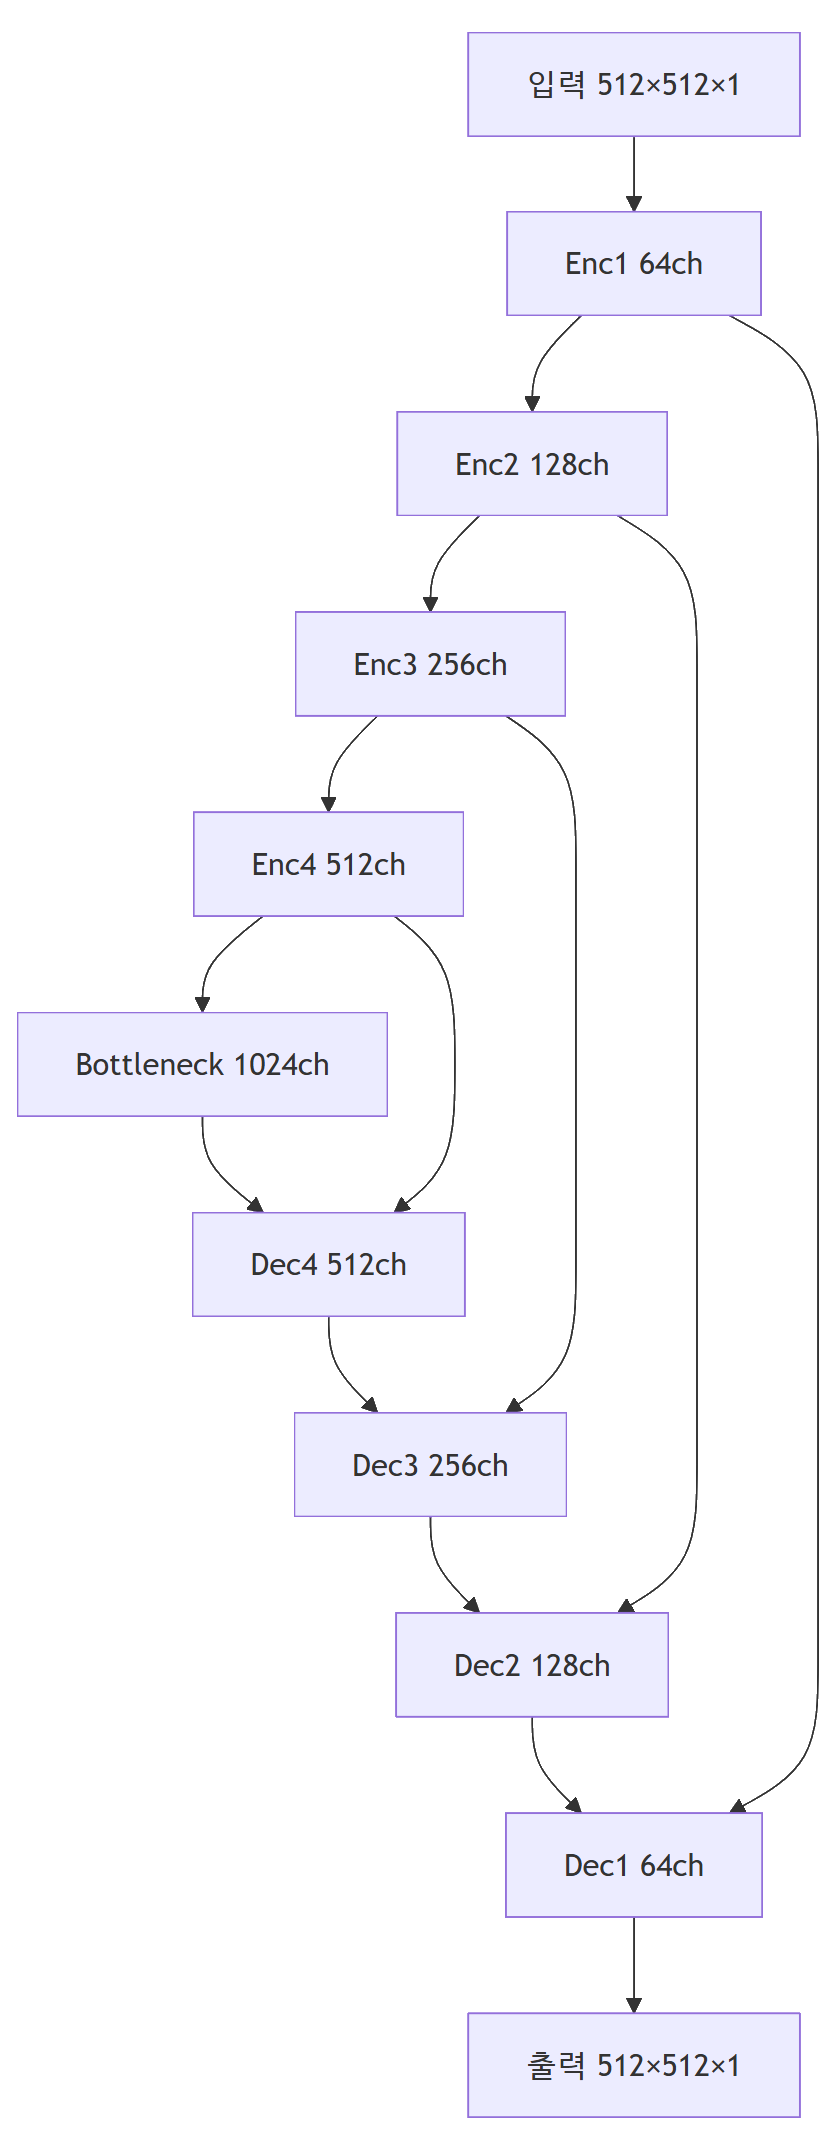 입력 512×512×1
Enc1 64ch
Enc2 128ch
Enc3 256ch
Enc4 512ch
Bottleneck 1024ch
Dec4 512ch
Dec3 256ch
Dec2 128ch
Dec1 64ch
출력 512×512×1